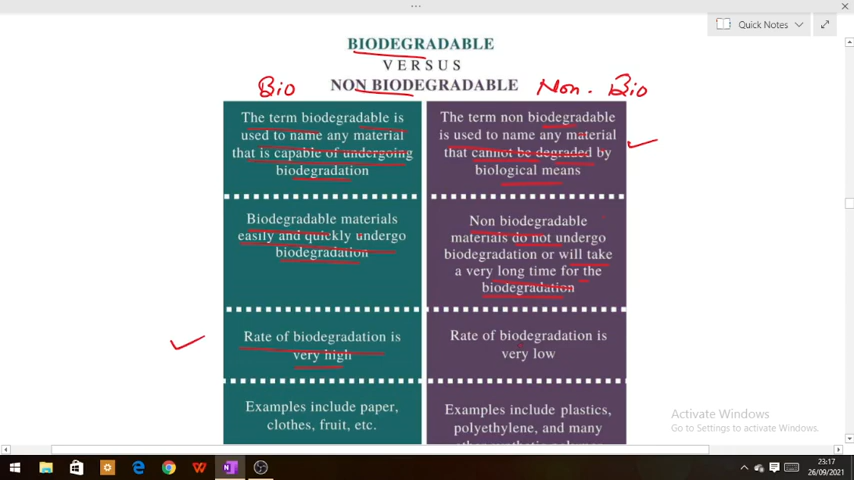 Quick Notes
BIODEGRADABLE
VERSUS
NON BIODEGRADABLE
Bio
Non. Bio
The term biodegradable is
used to name any material
that is capable of undergoing
biodegradation
The term non biodegradable
is used to name any material
that cannot be degraded by
biological means
Biodegradable materials
easily and quickly undergo
biodegradation
Non biodegradable
materials do not undergo
biodegradation or will take
a very long time for the
biodegradation
Rate of biodegradation is
very high
Rate of biodegradation is
very low
Examples include paper,
clothes, fruit, etc.
Examples include plastics,
polyethylene, and many
other synthetic polymers
Activate Windows
Go to Settings to activate Windows.
23:17
26/09/2021